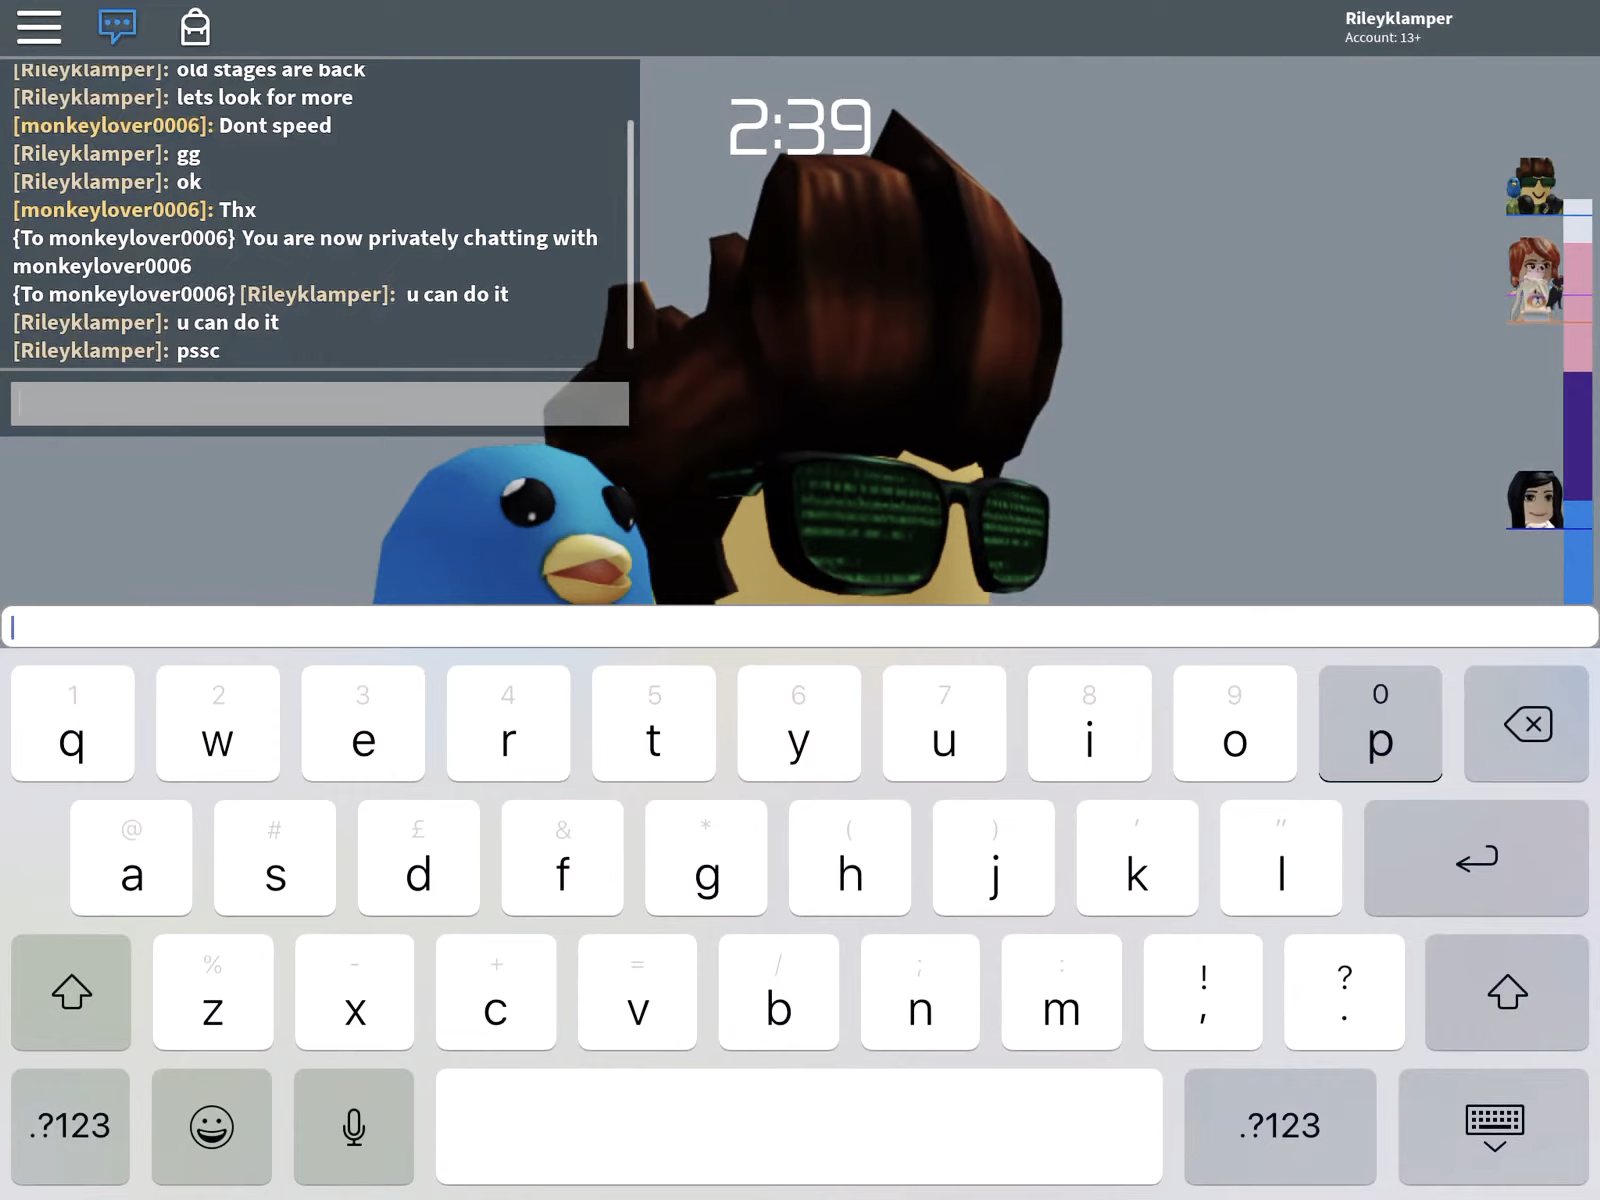 Rileyklamper
Account: 13+
[Rileyklamper]: old stages are back
[Rileyklamper]: lets look for more
[monkeylover0006]: Dont speed
[Rileyklamper]: gg
[Rileyklamper]: ok
[monkeylover0006]: Thx
{To monkeylover0006} You are now privately chatting with
monkeylover0006
{To monkeylover0006} [Rileyklamper]: u can do it
[Rileyklamper]: u can do it
[Rileyklamper]: pssc
2:39
1 2 3 4 5 6 7 8 9 0
q w e r t y u i o p
@ # £ & * ( ) ' "
a s d f g h j k l
% - + = / ; : ! ?
z x c v b n m , .
.?123 .?123